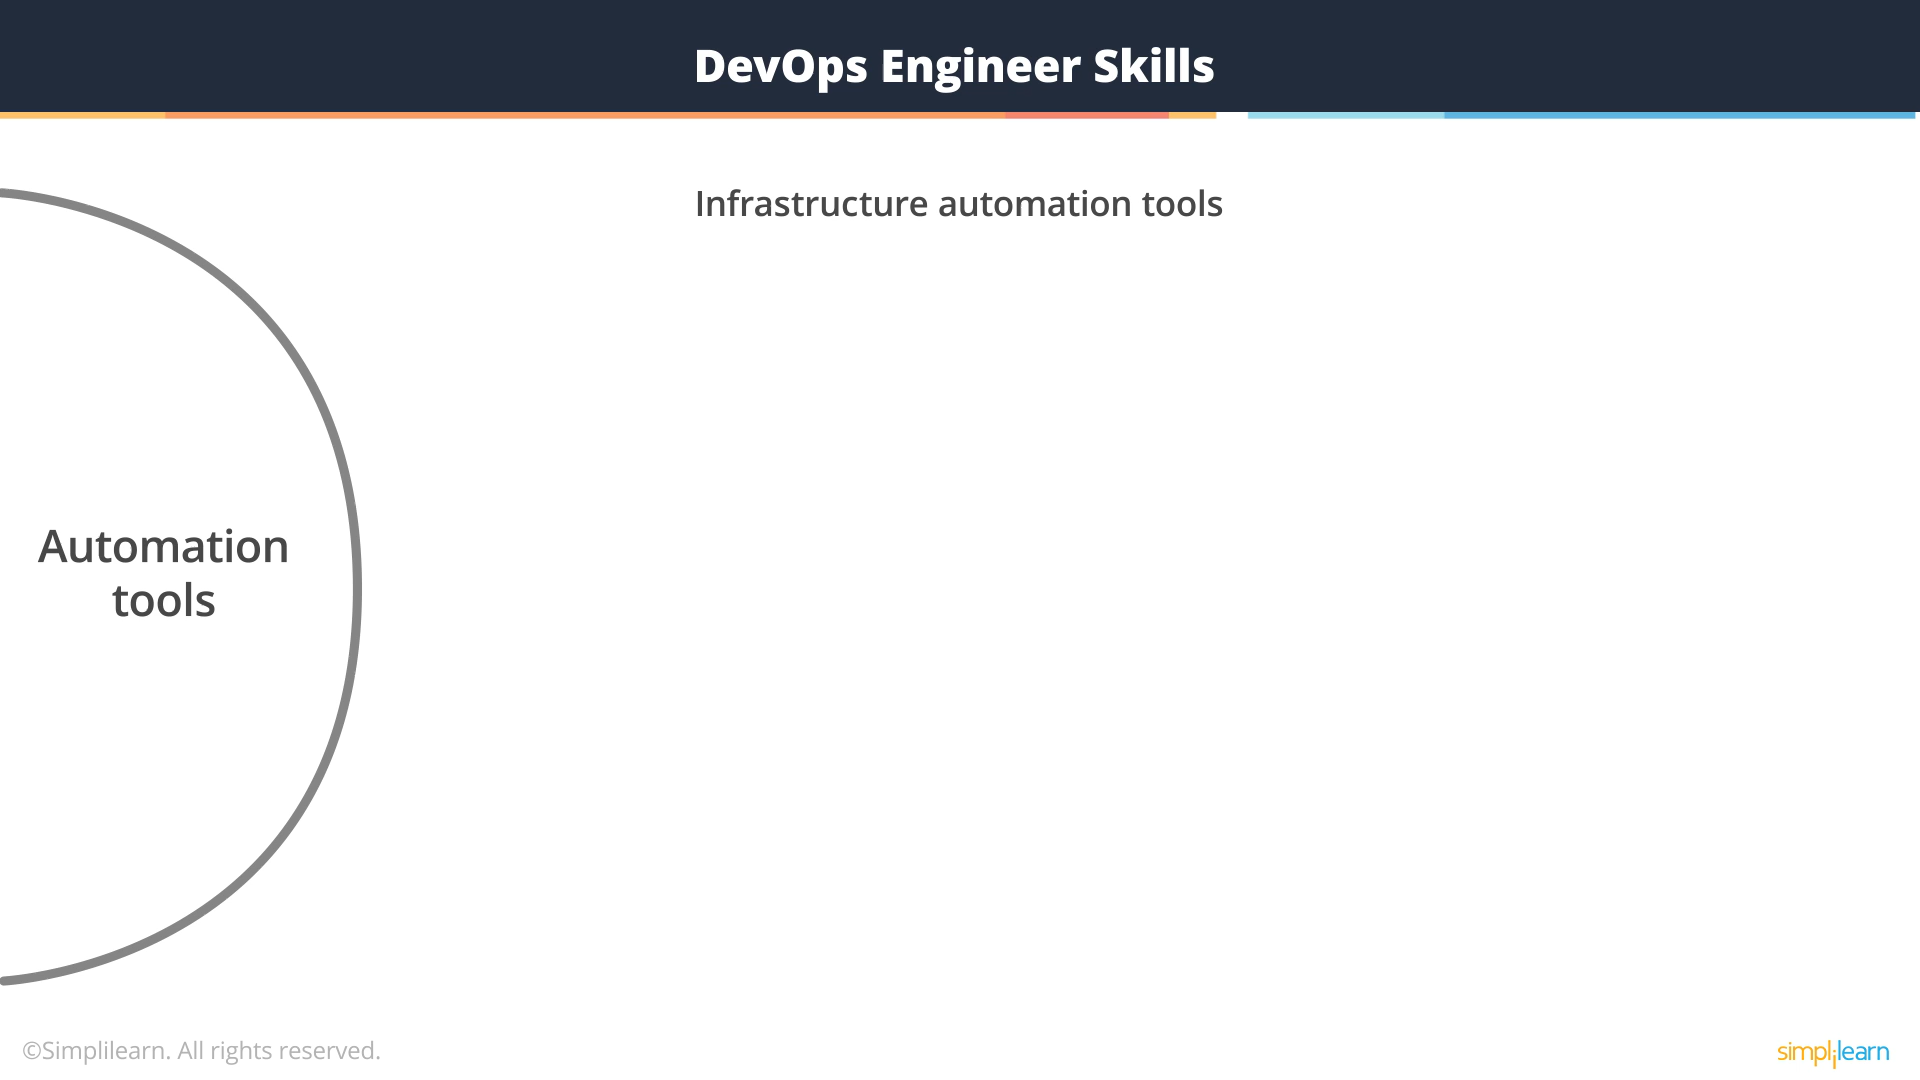 DevOps Engineer Skills
Infrastructure automation tools
Automation
tools
©Simplilearn. All rights reserved.
simplilearn